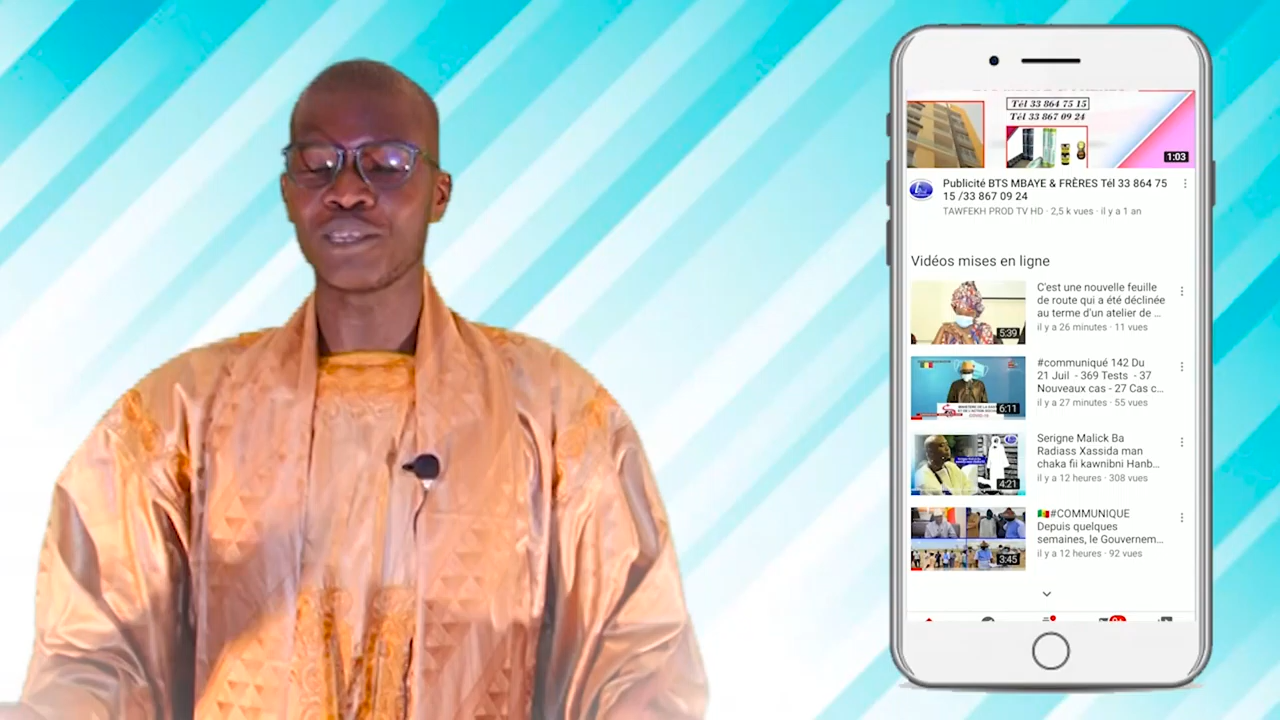 Tél 33 864 75 15
Tél 33 867 09 24
1:03
Publicité BTS MBAYE & FRÈRES Tél 33 864 75
15 /33 867 09 24
TAWFEKH PROD TV HD · 2,5 k vues · il y a 1 an
Vidéos mises en ligne
C'est une nouvelle feuille
de route qui a été déclinée
au terme d'un atelier de ...
il y a 26 minutes · 11 vues
5:39
#communiqué 142 Du
21 Juil - 369 Tests - 37
Nouveaux cas - 27 Cas c...
il y a 27 minutes · 55 vues
6:11
Serigne Malick Ba
Radiass Xassida man
chaka fii kawnibni Hanb...
il y a 12 heures · 308 vues
4:21
🇸🇳#COMMUNIQUE
Depuis quelques
semaines, le Gouvernem...
il y a 12 heures · 92 vues
3:45